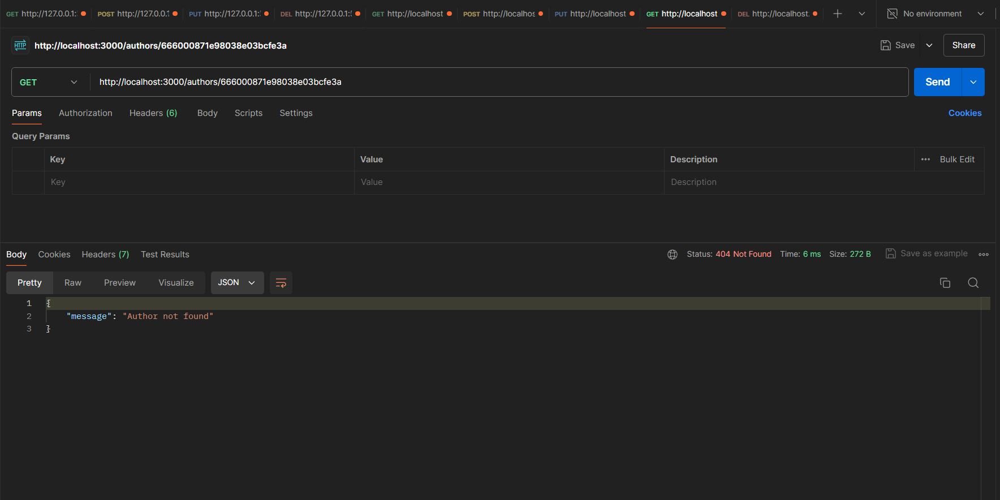 GET http://127.0.0.1: POST http://127.0.0.1 PUT http://127.0.0.1: DEL http://127.0.0.1: GET http://localhost POST http://localhos PUT http://localhost GET http://localhost DEL http://localhost. No environment
HTTP http://localhost:3000/authors/666000871e98038e03bcfe3a Save Share
GET http://localhost:3000/authors/666000871e98038e03bcfe3a Send
Params Authorization Headers (6) Body Scripts Settings Cookies
Query Params
Key Value Description Bulk Edit
Key Value Description
Body Cookies Headers (7) Test Results Status: 404 Not Found Time: 6 ms Size: 272 B Save as example
Pretty Raw Preview Visualize JSON
1 {
2 "message": "Author not found"
3 }